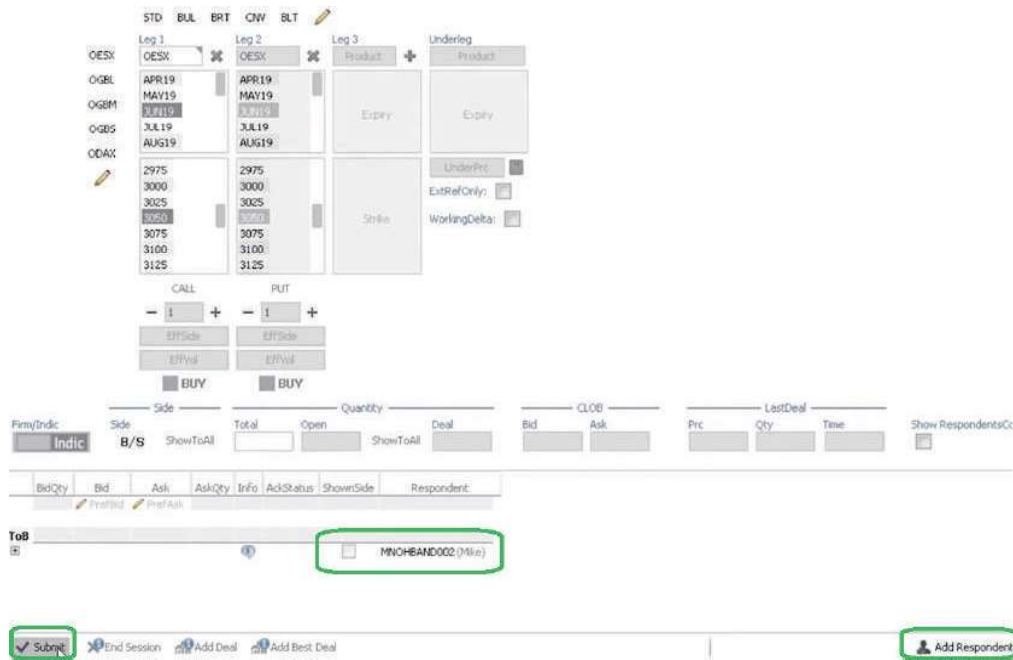 STD BUL BRT CNV BLT
Leg 1 Leg 2 Leg 3 Underleg
OESX OESX OESX Product Product
OGBL APR19 APR19
MAY19 MAY19
OGBM JUN19 JUN19 Expiry Expiry
OGBS JUL19 JUL19
AUG19 AUG19
ODAX
2975 2975 UnderPrc
3000 3000 ExtRefOnly:
3025 3025
3050 3050 Strike WorkingDelta:
3075 3075
3100 3100
3125 3125
CALL PUT
− 1 + − 1 +
EffSide EffSide
EffVol EffVol
BUY BUY
Side Quantity CLOB LastDeal
Firm/Indic Side Total Open Deal Bid Ask Prc Qty Time Show RespondentsCo
Indic B/S ShowToAll ShowToAll
BidQty Bid Ask AskQty Info AckStatus ShownSide Respondent
PrefBid PrefAsk
ToB
MNOHBAND002 (Mike)
Submit End Session Add Deal Add Best Deal Add Respondent